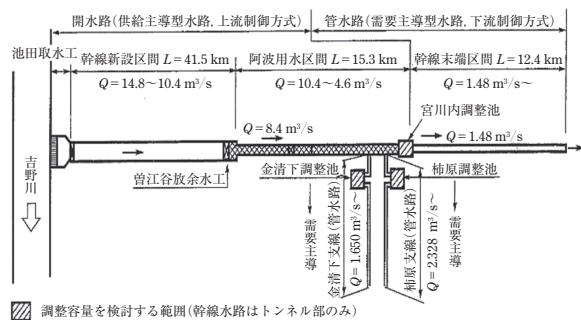 開水路(供給主導型水路, 上流制御方式)
管水路(需要主導型水路, 下流制御方式)
池田取水工
幹線新設区間 L=41.5 km
阿波用水区間 L=15.3 km
幹線末端区間 L=12.4 km
Q=14.8~10.4 m³/s
Q=10.4~4.6 m³/s
Q=1.48 m³/s~
宮川内調整池
Q=8.4 m³/s
Q=1.48 m³/s
吉野川
曽江谷放余水工
金清下調整池
柿原調整池
需要主導
金清下支線(管水路)
Q=1.650 m³/s~
柿原支線(管水路)
Q=2.328 m³/s~
需要主導
調整容量を検討する範囲(幹線水路はトンネル部のみ)